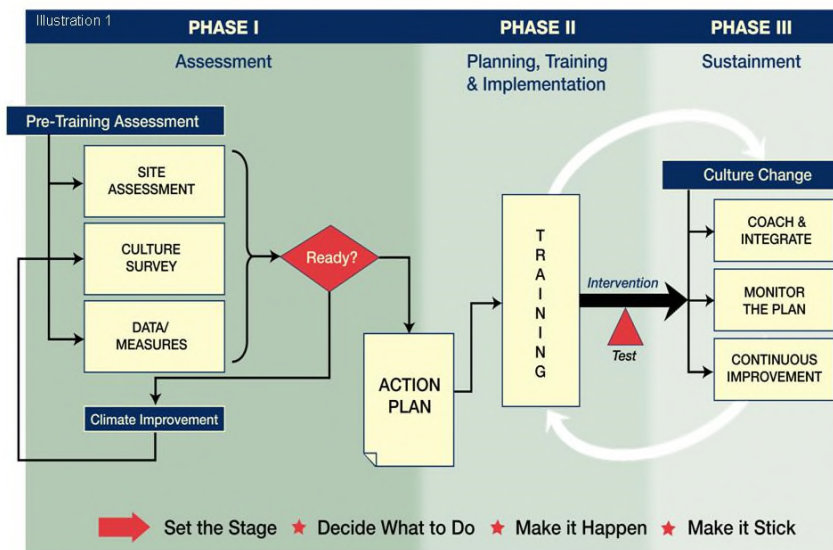 Illustration 1
PHASE I
PHASE II
PHASE III
Assessment
Planning, Training
& Implementation
Sustainment
Pre-Training Assessment
SITE
ASSESSMENT
CULTURE
SURVEY
DATA/
MEASURES
Ready?
Climate Improvement
ACTION
PLAN
TRAINING
Intervention
Test
Culture Change
COACH &
INTEGRATE
MONITOR
THE PLAN
CONTINUOUS
IMPROVEMENT
Set the Stage ★ Decide What to Do ★ Make it Happen ★ Make it Stick